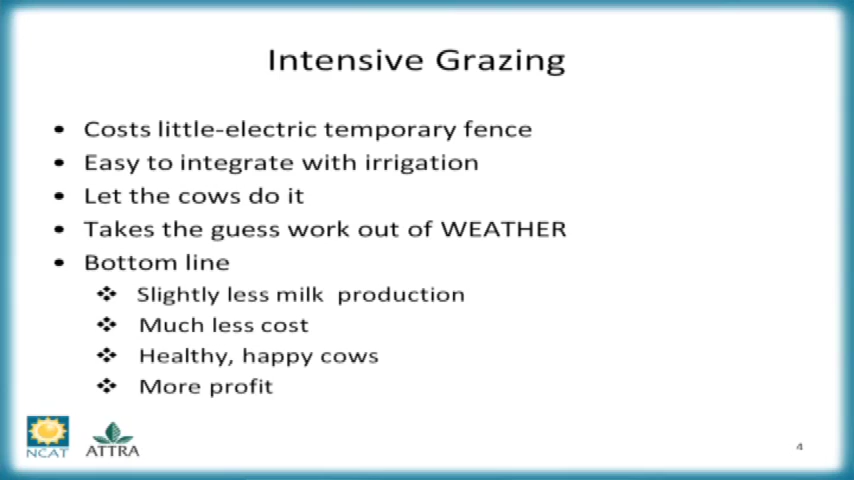 Intensive Grazing
• Costs little-electric temporary fence
• Easy to integrate with irrigation
• Let the cows do it
• Takes the guess work out of WEATHER
• Bottom line
❖ Slightly less milk production
❖ Much less cost
❖ Healthy, happy cows
❖ More profit
NCAT ATTRA
4